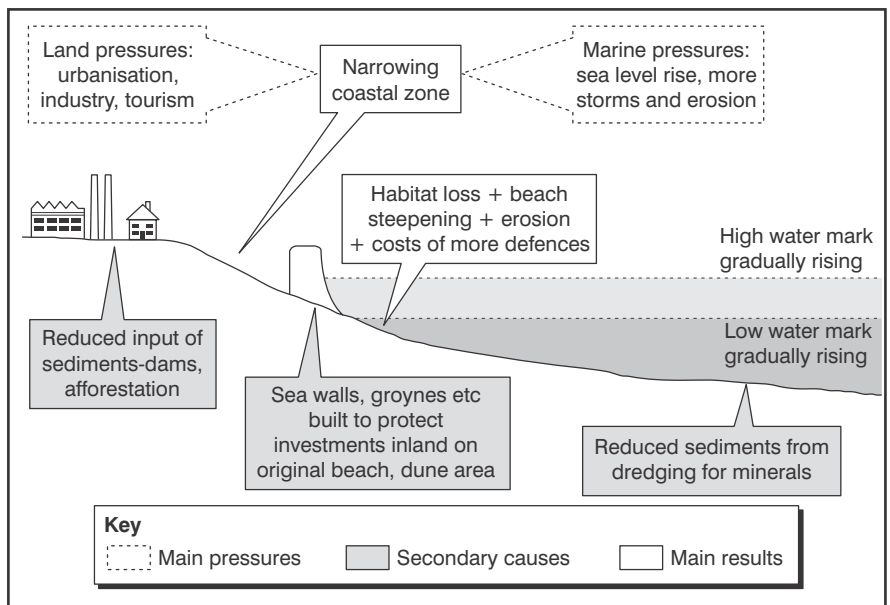 Land pressures:
urbanisation,
industry, tourism
Narrowing
coastal zone
Marine pressures:
sea level rise, more
storms and erosion
Habitat loss + beach
steepening + erosion
+ costs of more defences
High water mark
gradually rising
Low water mark
gradually rising
Reduced input of
sediments-dams,
afforestation
Sea walls, groynes etc
built to protect
investments inland on
original beach, dune area
Reduced sediments from
dredging for minerals
Key
Main pressures
Secondary causes
Main results